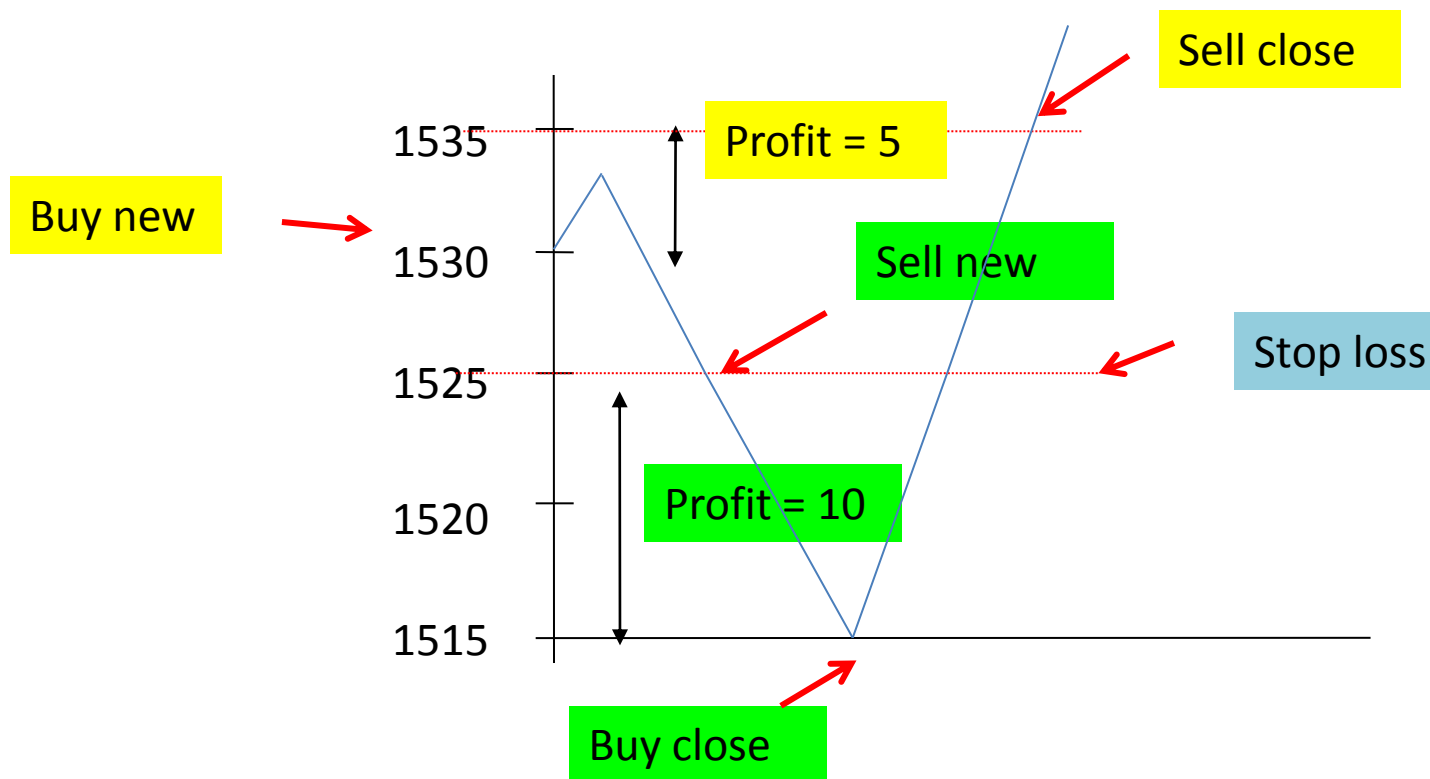 Sell close
1535
Profit = 5
Buy new
1530
Sell new
1525
Stop loss
Profit = 10
1520
1515
Buy close